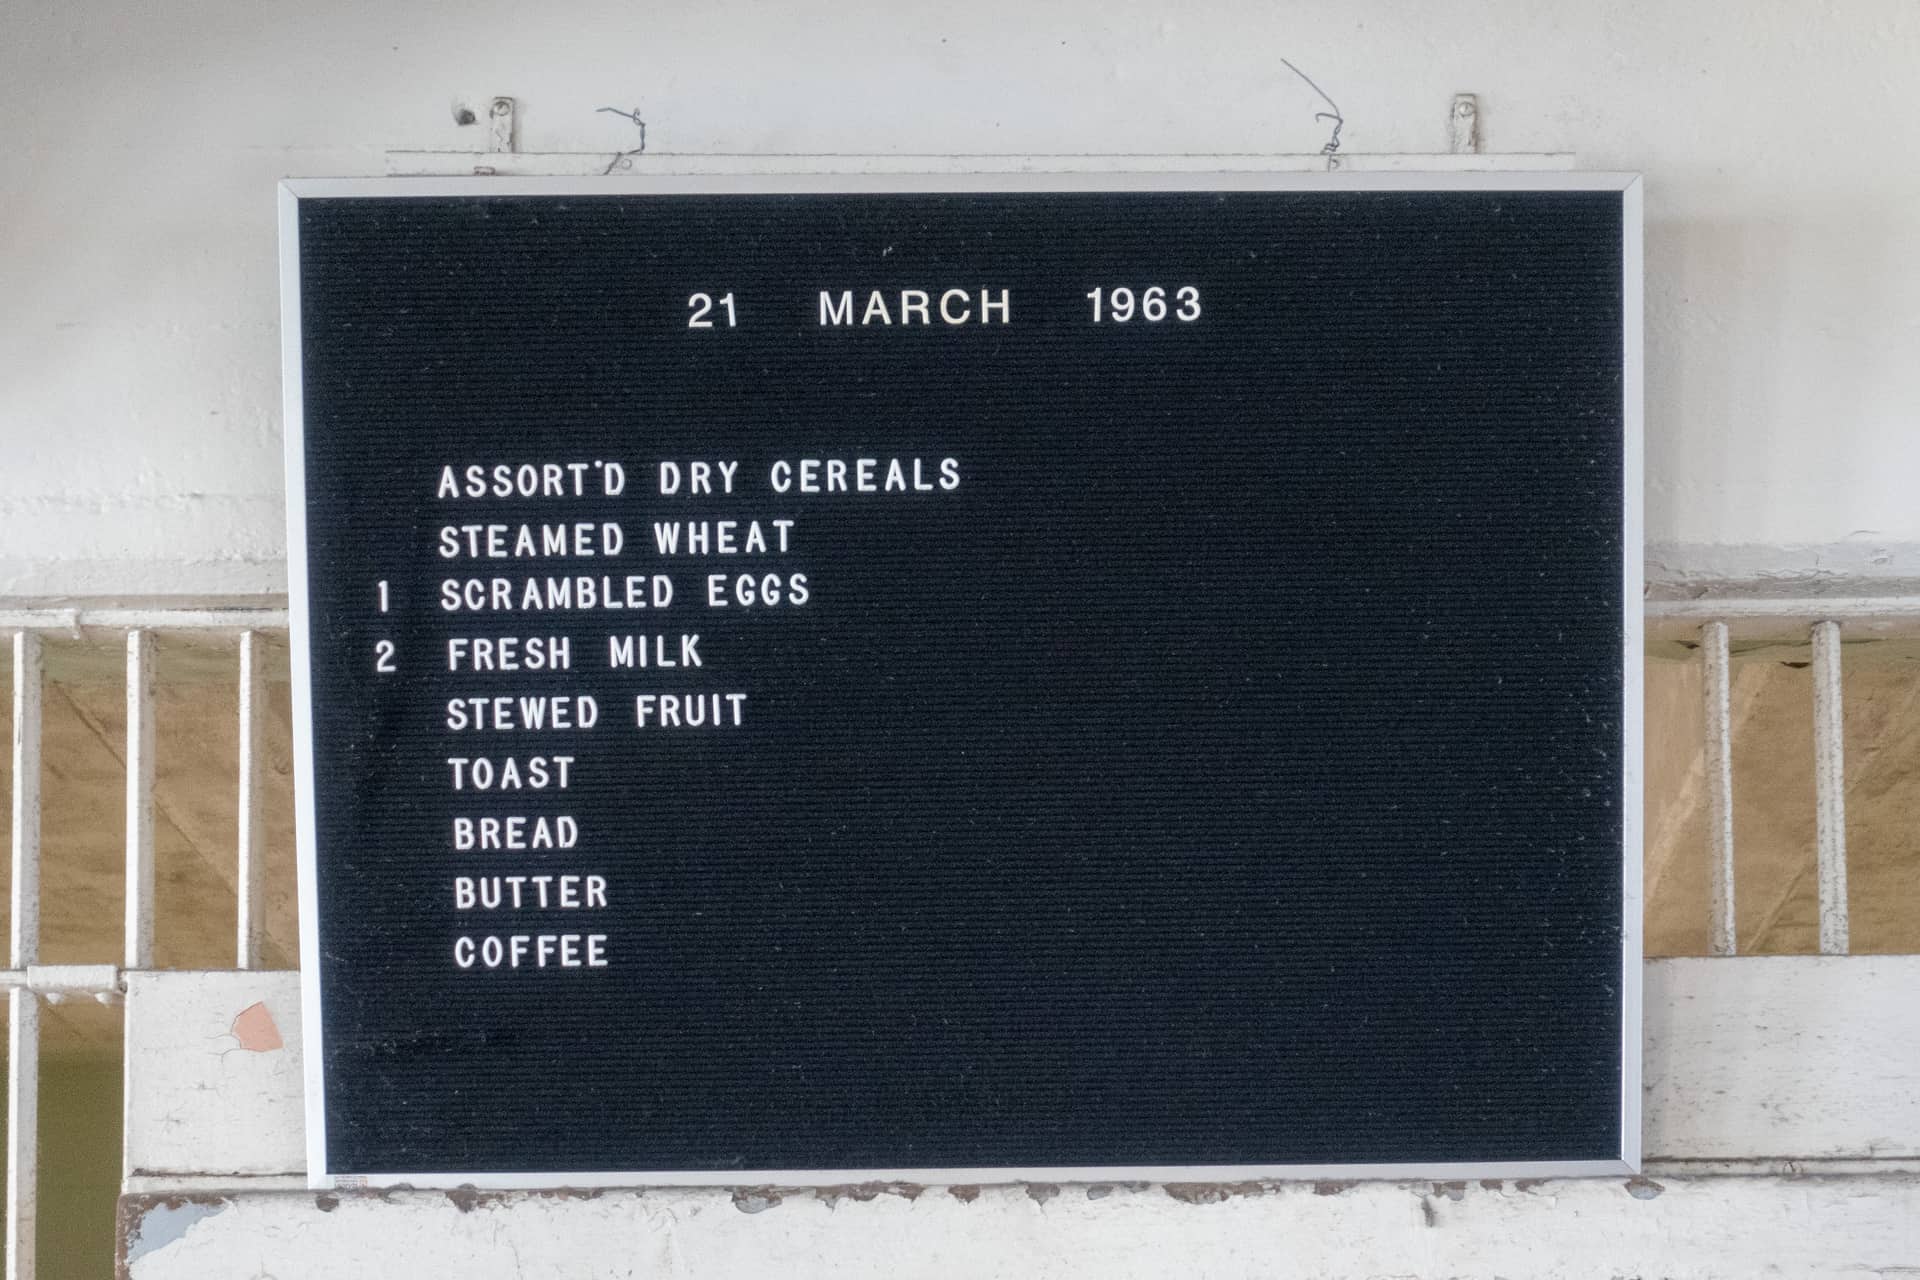 21 MARCH 1963
ASSORT'D DRY CEREALS
STEAMED WHEAT
1 SCRAMBLED EGGS
2 FRESH MILK
STEWED FRUIT
TOAST
BREAD
BUTTER
COFFEE